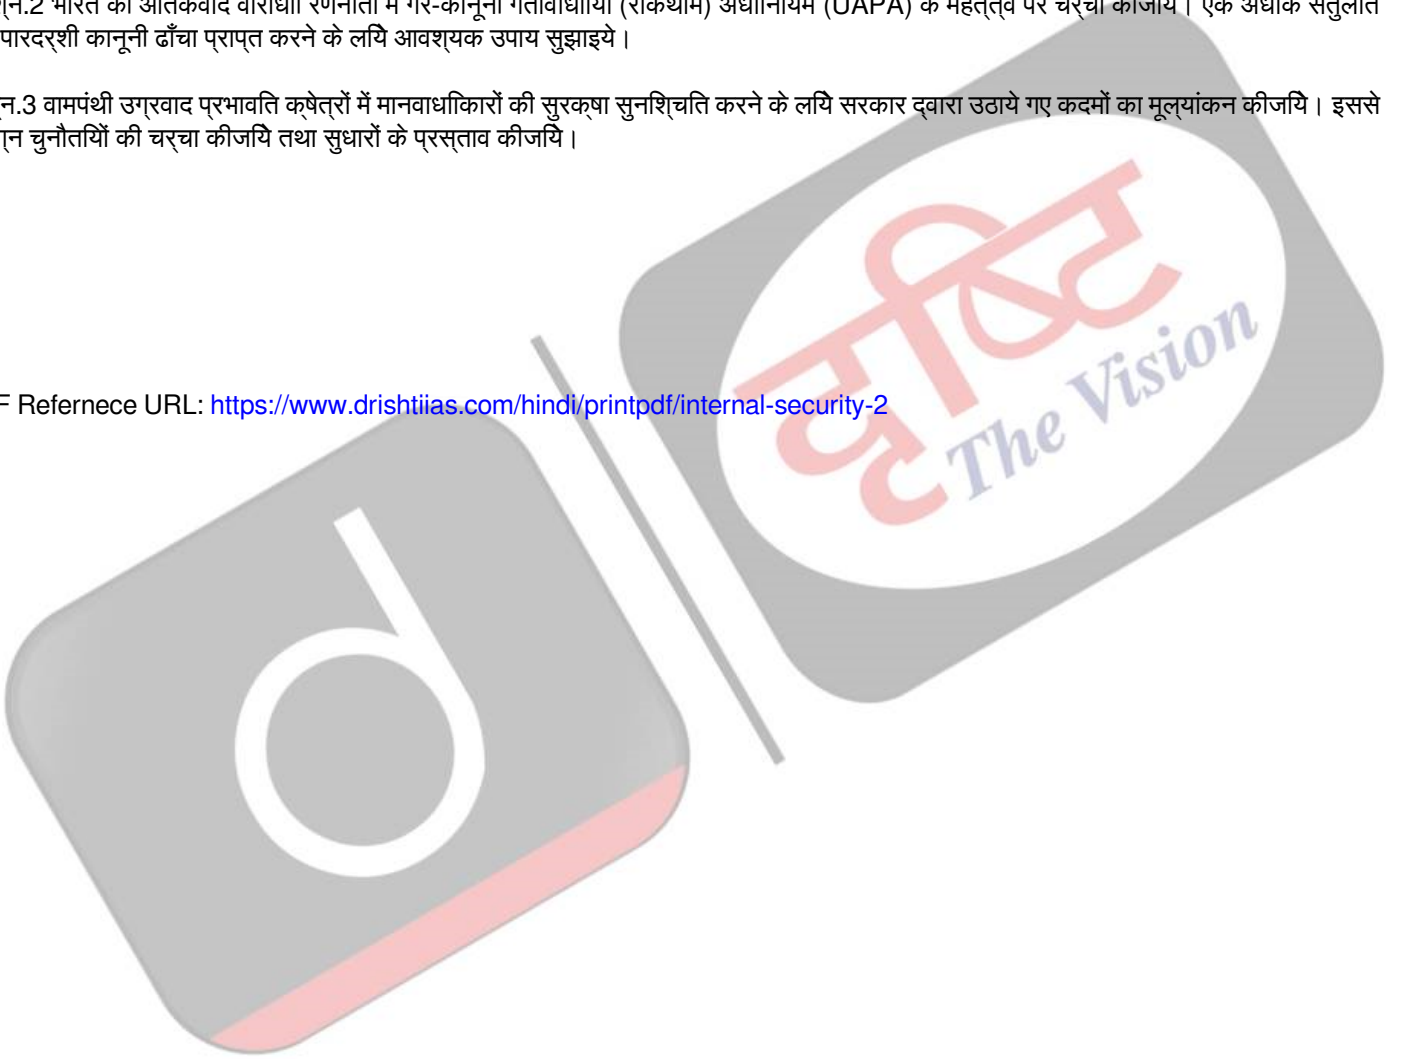 श्न.2 भारत की आतंकवाद विरोधी रणनीति में गैर-कानूनी गतिविधियाँ (रोकथाम) अधिनियम (UAPA) के महत्त्व पर चर्चा कीजिये। एक अधिक संतुलित
पारदर्शी कानूनी ढाँचा प्राप्त करने के लिये आवश्यक उपाय सुझाइये।
न.3 वामपंथी उग्रवाद प्रभावित क्षेत्रों में मानवाधिकारों की सुरक्षा सुनिश्चित करने के लिये सरकार द्वारा उठाये गए कदमों का मूल्यांकन कीजिये। इससे
न चुनौतियों की चर्चा कीजिये तथा सुधारों के प्रस्ताव कीजिये।
दृष्टि
The Vision
F Refernece URL: https://www.drishtiias.com/hindi/printpdf/internal-security-2
d